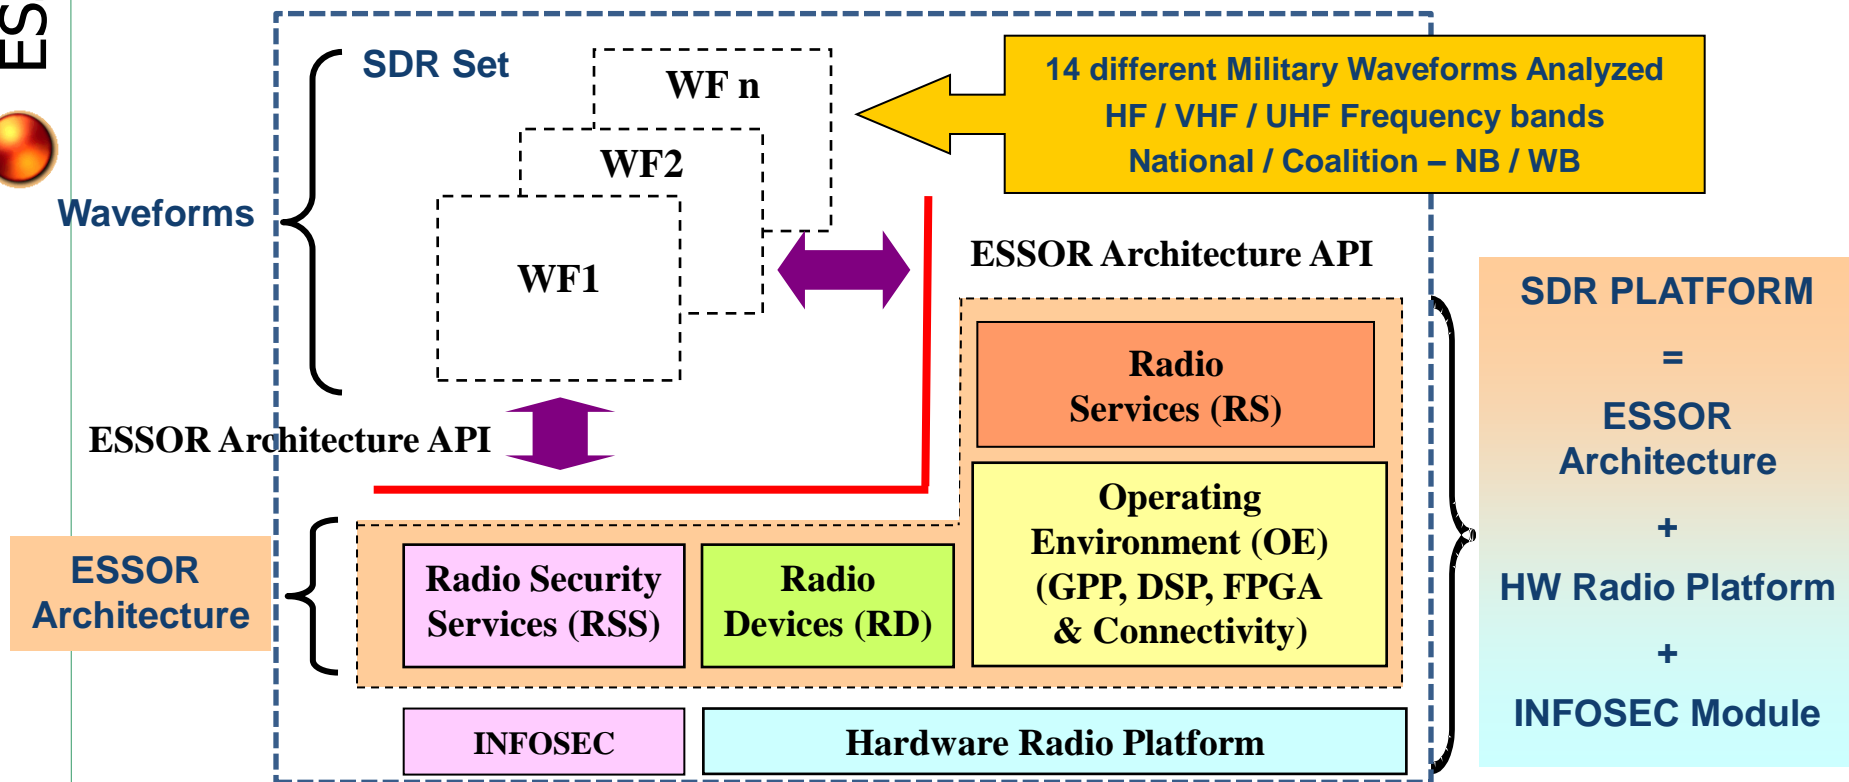 ES
SDR Set
WF n
WF2
WF1
Waveforms
14 different Military Waveforms Analyzed
HF / VHF / UHF Frequency bands
National / Coalition – NB / WB
ESSOR Architecture API
ESSOR Architecture API
Radio
Services (RS)
Operating
Environment (OE)
(GPP, DSP, FPGA
& Connectivity)
ESSOR
Architecture
Radio Security
Services (RSS)
Radio
Devices (RD)
INFOSEC
Hardware Radio Platform
SDR PLATFORM
=
ESSOR
Architecture
+
HW Radio Platform
+
INFOSEC Module